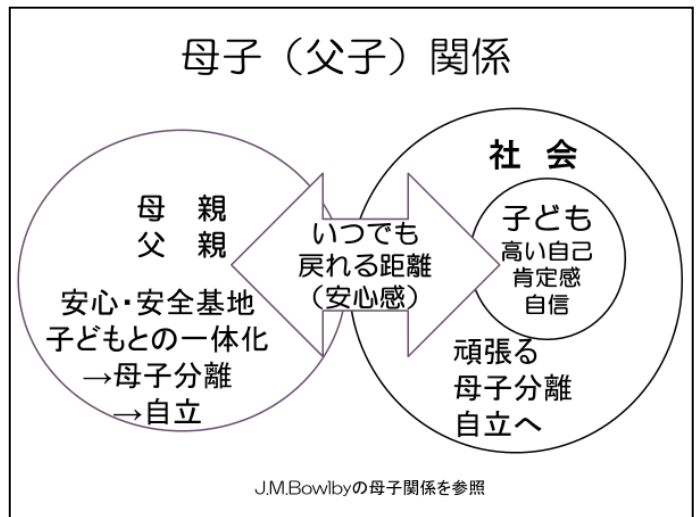 母子（父子）関係
母　親
父　親
安心・安全基地
子どもとの一体化
→母子分離
→自立
いつでも
戻れる距離
（安心感）
社　会
子ども
高い自己
肯定感
自信
頑張る
母子分離
自立へ
J.M.Bowlbyの母子関係を参照